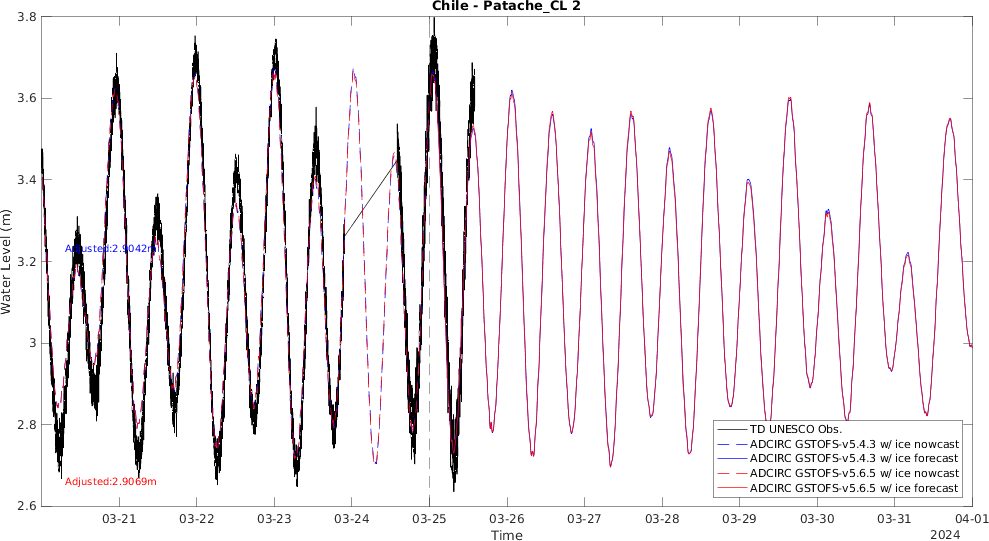 Chile - Patache_CL 2
3.8
3.6
3.4
3.2
3
2.8
2.6
Water Level (m)
Adjusted:2.9042m
Adjusted:2.9069m
TD UNESCO Obs.
ADCIRC GSTOFS-v5.4.3 w/ ice nowcast
ADCIRC GSTOFS-v5.4.3 w/ ice forecast
ADCIRC GSTOFS-v5.6.5 w/ ice nowcast
ADCIRC GSTOFS-v5.6.5 w/ ice forecast
03-21 03-22 03-23 03-24 03-25 03-26 03-27 03-28 03-29 03-30 03-31 04-01
Time
2024